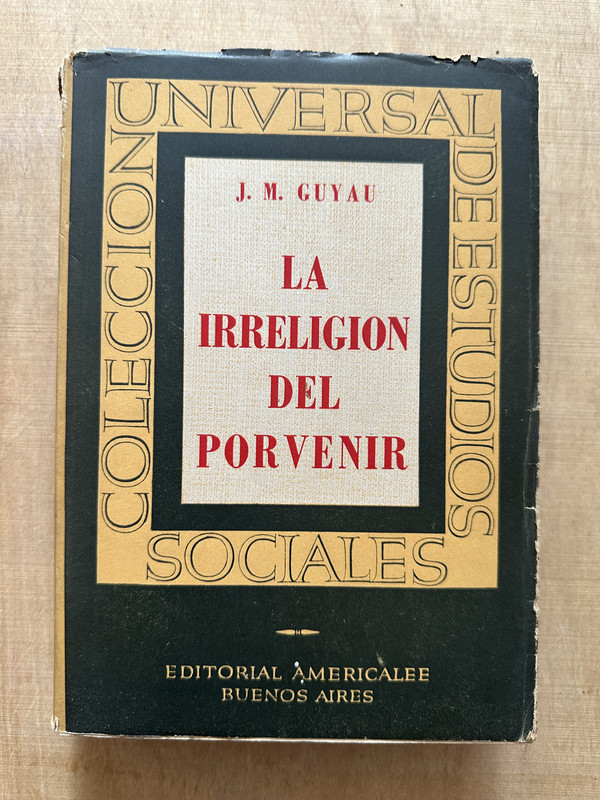 COLECCION
UNIVERSAL
DE ESTUDIOS
SOCIALES
J. M. GUYAU
LA
IRRELIGION
DEL
PORVENIR
EDITORIAL AMERICALEE
BUENOS AIRES